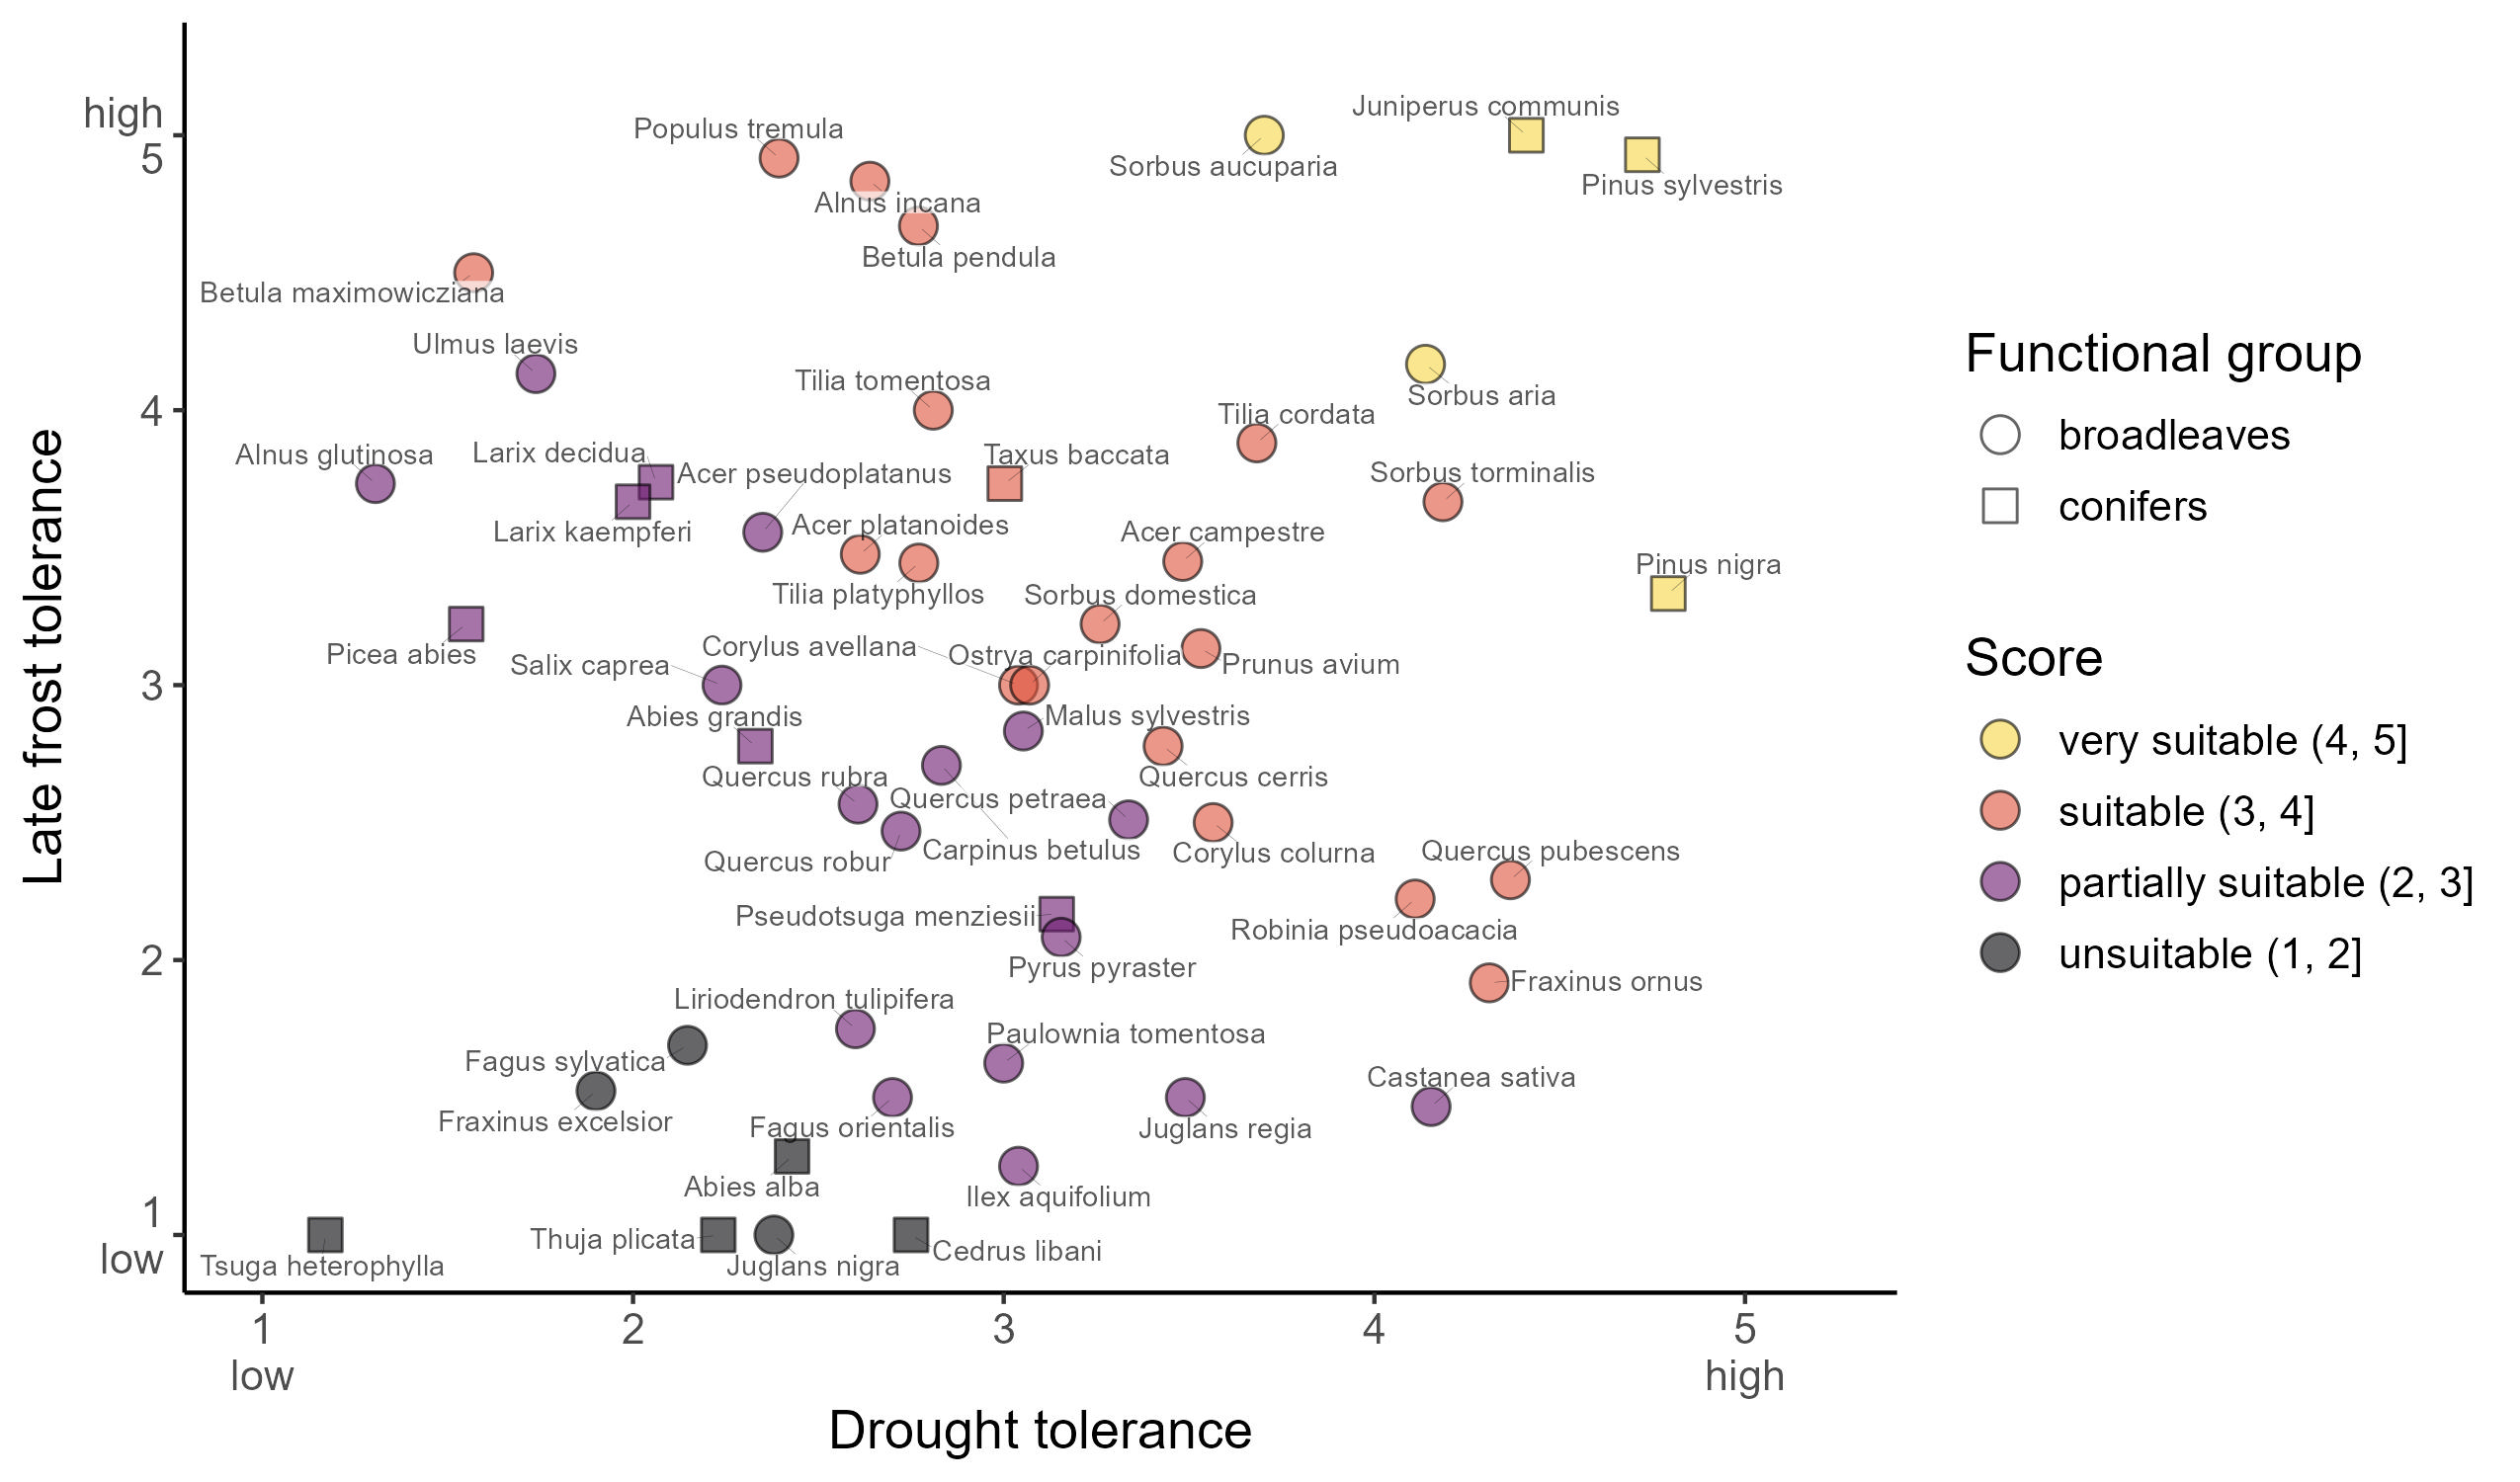 high
5
4
3
2
1
low
Late frost tolerance
Juniperus communis
Populus tremula
Sorbus aucuparia
Pinus sylvestris
Alnus incana
Betula pendula
Betula maximowicziana
Ulmus laevis
Tilia tomentosa
Sorbus aria
Tilia cordata
Alnus glutinosa
Larix decidua
Taxus baccata
Acer pseudoplatanus
Sorbus torminalis
Larix kaempferi
Acer platanoides
Acer campestre
Pinus nigra
Tilia platyphyllos
Sorbus domestica
Corylus avellana
Picea abies
Ostrya carpinifolia
Salix caprea
Prunus avium
Abies grandis
Malus sylvestris
Quercus rubra
Quercus cerris
Quercus petraea
Quercus robur
Carpinus betulus
Corylus colurna
Quercus pubescens
Pseudotsuga menziesii
Robinia pseudoacacia
Pyrus pyraster
Fraxinus ornus
Liriodendron tulipifera
Paulownia tomentosa
Fagus sylvatica
Castanea sativa
Fraxinus excelsior
Fagus orientalis
Juglans regia
Abies alba
Ilex aquifolium
Thuja plicata
Cedrus libani
Tsuga heterophylla
Juglans nigra
1
low
2
3
4
5
high
Drought tolerance
Functional group
broadleaves
conifers
Score
very suitable (4, 5]
suitable (3, 4]
partially suitable (2, 3]
unsuitable (1, 2]